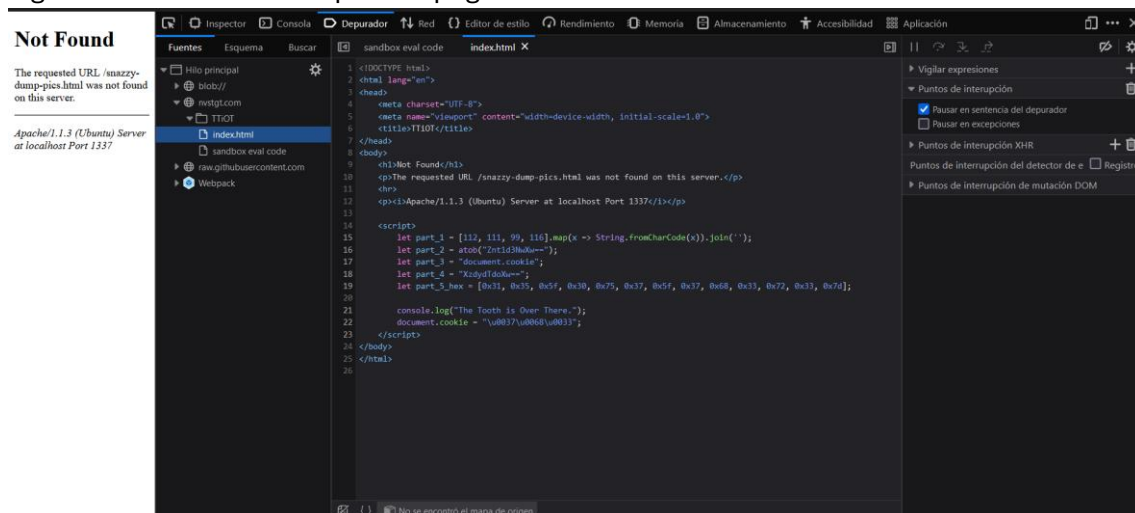 Inspector Consola Depurador Red Editor de estilo Rendimiento Memoria Almacenamiento Accesibilidad Aplicación
Not Found
The requested URL /snazzy-
dump-pics.html was not found
on this server.
Apache/1.1.3 (Ubuntu) Server
at localhost Port 1337
Fuentes Esquema Buscar
Hilo principal
blob://
nvstgt.com
TTiOT
index.html
sandbox eval code
raw.githubusercontent.com
Webpack
sandbox eval code index.html
1 <!DOCTYPE html>
2 <html lang="en">
3 <head>
4 <meta charset="UTF-8">
5 <meta name="viewport" content="width=device-width, initial-scale=1.0">
6 <title>TTiOT</title>
7 </head>
8 <body>
9 <h1>Not Found</h1>
10 <p>The requested URL /snazzy-dump-pics.html was not found on this server.</p>
11 <hr>
12 <p><i>Apache/1.1.3 (Ubuntu) Server at localhost Port 1337</i></p>
13
14 <script>
15 let part_1 = [112, 111, 99, 116].map(x => String.fromCharCode(x)).join('');
16 let part_2 = atob("Znt1d3NwXw==");
17 let part_3 = "document.cookie";
18 let part_4 = "XzdydTdoXw==";
19 let part_5_hex = [0x31, 0x35, 0x5f, 0x30, 0x75, 0x37, 0x5f, 0x37, 0x68, 0x33, 0x72, 0x33, 0x7d];
20
21 console.log("The Tooth is Over There.");
22 document.cookie = "\u0037\u0068\u0033";
23 </script>
24 </body>
25 </html>
26
Vigilar expresiones
Puntos de interupción
Pausar en sentencia del depurador
Pausar en excepciones
Puntos de interupción XHR
Puntos de interrupción del detector de e Registr
Puntos de interrupción de mutación DOM
No se encontró el mapa de origen